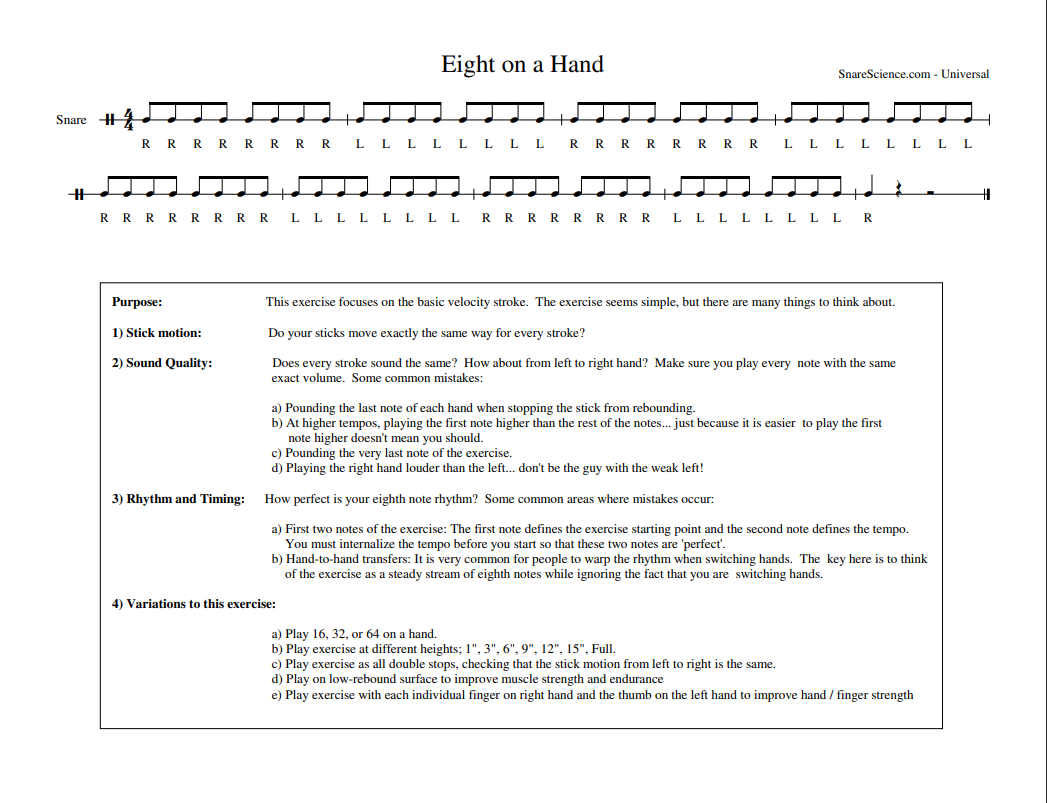 Eight on a Hand
SnareScience.com - Universal
Snare
4
4
R R R R R R R R L L L L L L L L R R R R R R R R L L L L L L L L
R R R R R R R R L L L L L L L L R R R R R R R R L L L L L L L L R
Purpose: This exercise focuses on the basic velocity stroke. The exercise seems simple, but there are many things to think about.
1) Stick motion: Do your sticks move exactly the same way for every stroke?
2) Sound Quality: Does every stroke sound the same? How about from left to right hand? Make sure you play every note with the same
exact volume. Some common mistakes:
a) Pounding the last note of each hand when stopping the stick from rebounding.
b) At higher tempos, playing the first note higher than the rest of the notes... just because it is easier to play the first
note higher doesn't mean you should.
c) Pounding the very last note of the exercise.
d) Playing the right hand louder than the left... don't be the guy with the weak left!
3) Rhythm and Timing: How perfect is your eighth note rhythm? Some common areas where mistakes occur:
a) First two notes of the exercise: The first note defines the exercise starting point and the second note defines the tempo.
You must internalize the tempo before you start so that these two notes are 'perfect'.
b) Hand-to-hand transfers: It is very common for people to warp the rhythm when switching hands. The key here is to think
of the exercise as a steady stream of eighth notes while ignoring the fact that you are switching hands.
4) Variations to this exercise:
a) Play 16, 32, or 64 on a hand.
b) Play exercise at different heights; 1", 3", 6", 9", 12", 15", Full.
c) Play exercise as all double stops, checking that the stick motion from left to right is the same.
d) Play on low-rebound surface to improve muscle strength and endurance
e) Play exercise with each individual finger on right hand and the thumb on the left hand to improve hand / finger strength